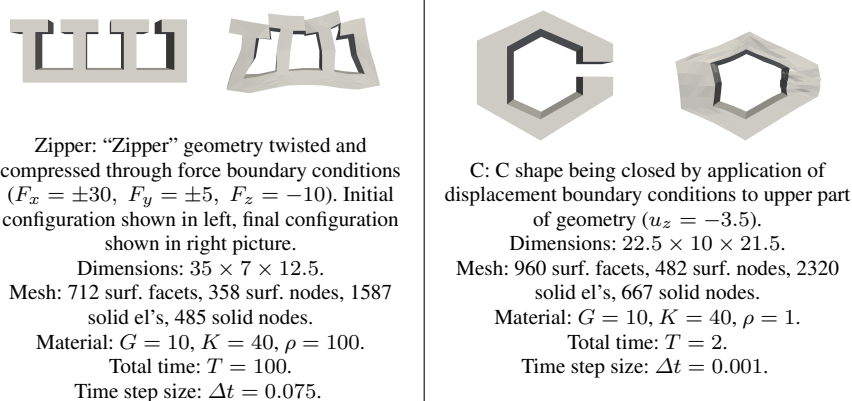 Zipper: “Zipper” geometry twisted and
compressed through force boundary conditions
(Fx = ±30, Fy = ±5, Fz = −10). Initial
configuration shown in left, final configuration
shown in right picture.
Dimensions: 35 × 7 × 12.5.
Mesh: 712 surf. facets, 358 surf. nodes, 1587
solid el’s, 485 solid nodes.
Material: G = 10, K = 40, ρ = 100.
Total time: T = 100.
Time step size: Δt = 0.075.
C: C shape being closed by application of
displacement boundary conditions to upper part
of geometry (uz = −3.5).
Dimensions: 22.5 × 10 × 21.5.
Mesh: 960 surf. facets, 482 surf. nodes, 2320
solid el’s, 667 solid nodes.
Material: G = 10, K = 40, ρ = 1.
Total time: T = 2.
Time step size: Δt = 0.001.